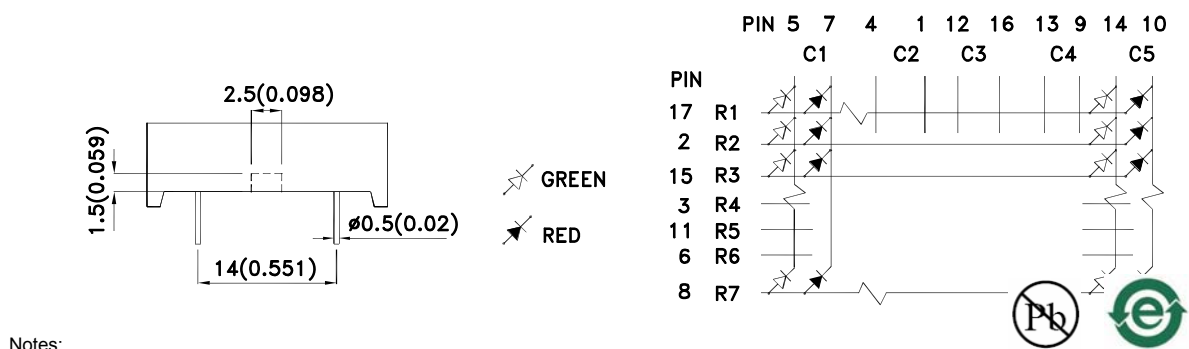 PIN 5 7 4 1 12 16 13 9 14 10
C1 C2 C3 C4 C5
PIN
17 R1
2 R2
15 R3
3 R4
11 R5
6 R6
8 R7
2.5(0.098)
1.5(0.059)
ø0.5(0.02)
14(0.551)
GREEN
RED
Pb
e
Notes: